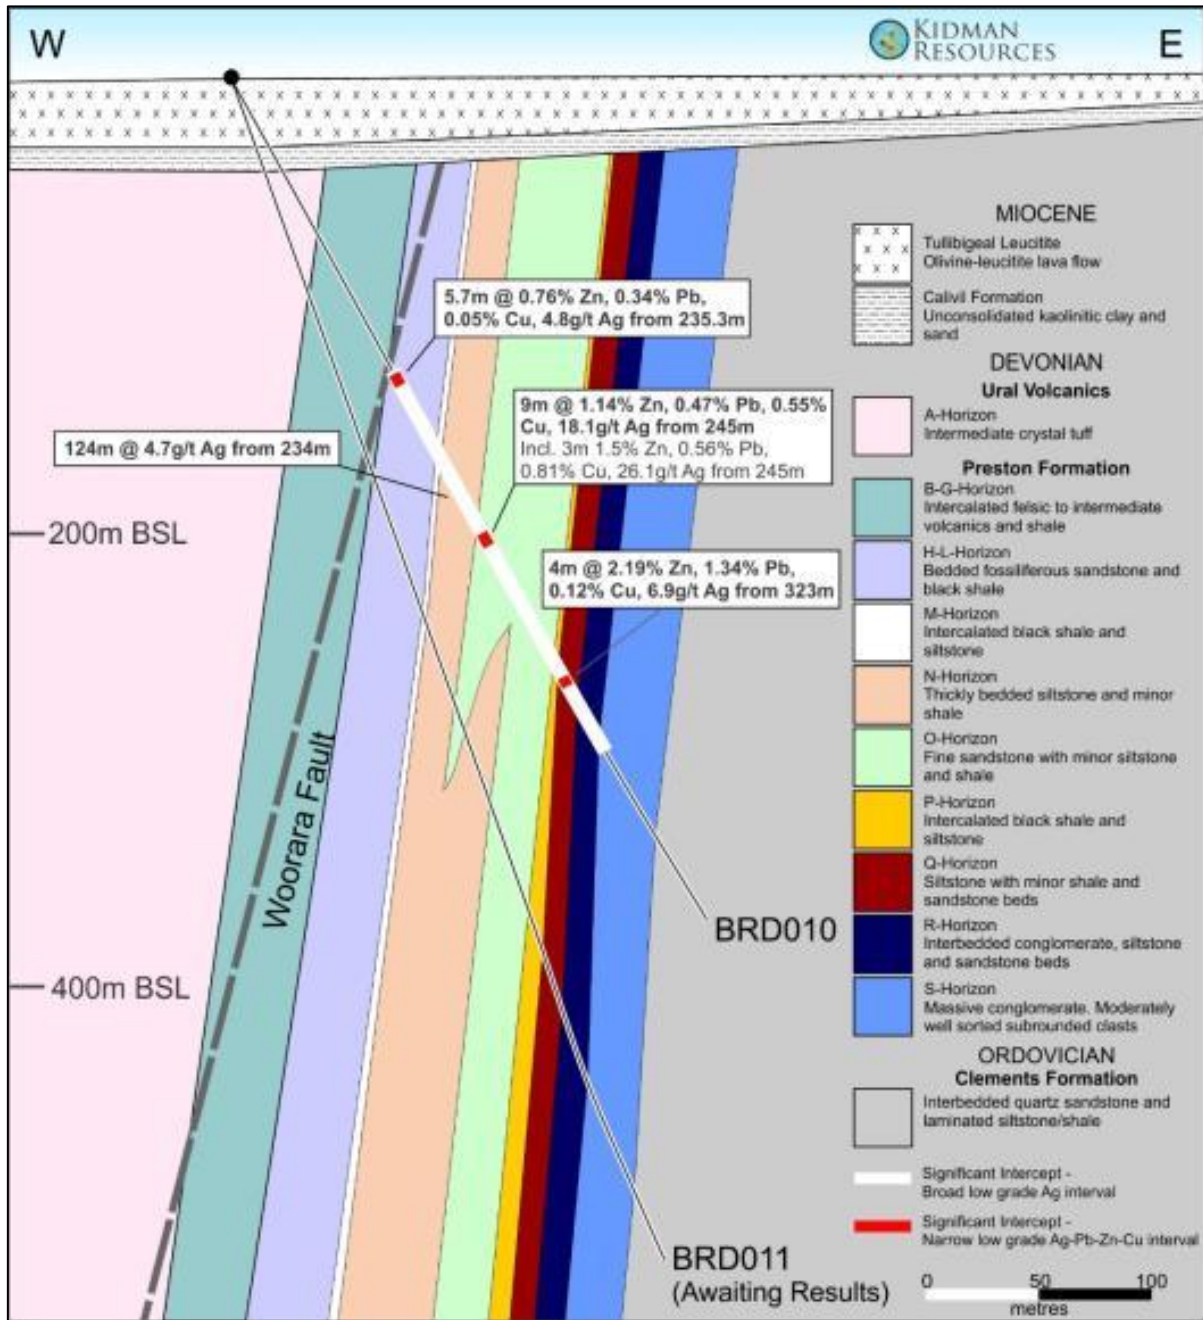 W
KIDMAN
RESOURCES
E
MIOCENE
Tullibigeal Leucitite
Olivine-leucitite lava flow
Calivil Formation
Unconsolidated kaolinitic clay and
sand
DEVONIAN
Ural Volcanics
A-Horizon
Intermediate crystal tuff
Preston Formation
B-G-Horizon
Intercalated felsic to intermediate
volcanics and shale
H-L-Horizon
Bedded fossiliferous sandstone and
black shale
M-Horizon
Intercalated black shale and
siltstone
N-Horizon
Thickly bedded siltstone and minor
shale
O-Horizon
Fine sandstone with minor siltstone
and shale
P-Horizon
Intercalated black shale and
siltstone
Q-Horizon
Siltstone with minor shale and
sandstone beds
R-Horizon
Interbedded conglomerate, siltstone
and sandstone beds
S-Horizon
Massive conglomerate. Moderately
well sorted subrounded clasts
ORDOVICIAN
Clements Formation
Interbedded quartz sandstone and
laminated siltstone/shale
Significant Intercept -
Broad low grade Ag interval
Significant Intercept -
Narrow low grade Ag-Pb-Zn-Cu interval
0 50 100
metres
5.7m @ 0.76% Zn, 0.34% Pb,
0.05% Cu, 4.8g/t Ag from 235.3m
9m @ 1.14% Zn, 0.47% Pb, 0.55%
Cu, 18.1g/t Ag from 245m
Incl. 3m 1.5% Zn, 0.56% Pb,
0.81% Cu, 26.1g/t Ag from 245m
124m @ 4.7g/t Ag from 234m
200m BSL
4m @ 2.19% Zn, 1.34% Pb,
0.12% Cu, 6.9g/t Ag from 323m
Woorara Fault
BRD010
400m BSL
BRD011
(Awaiting Results)